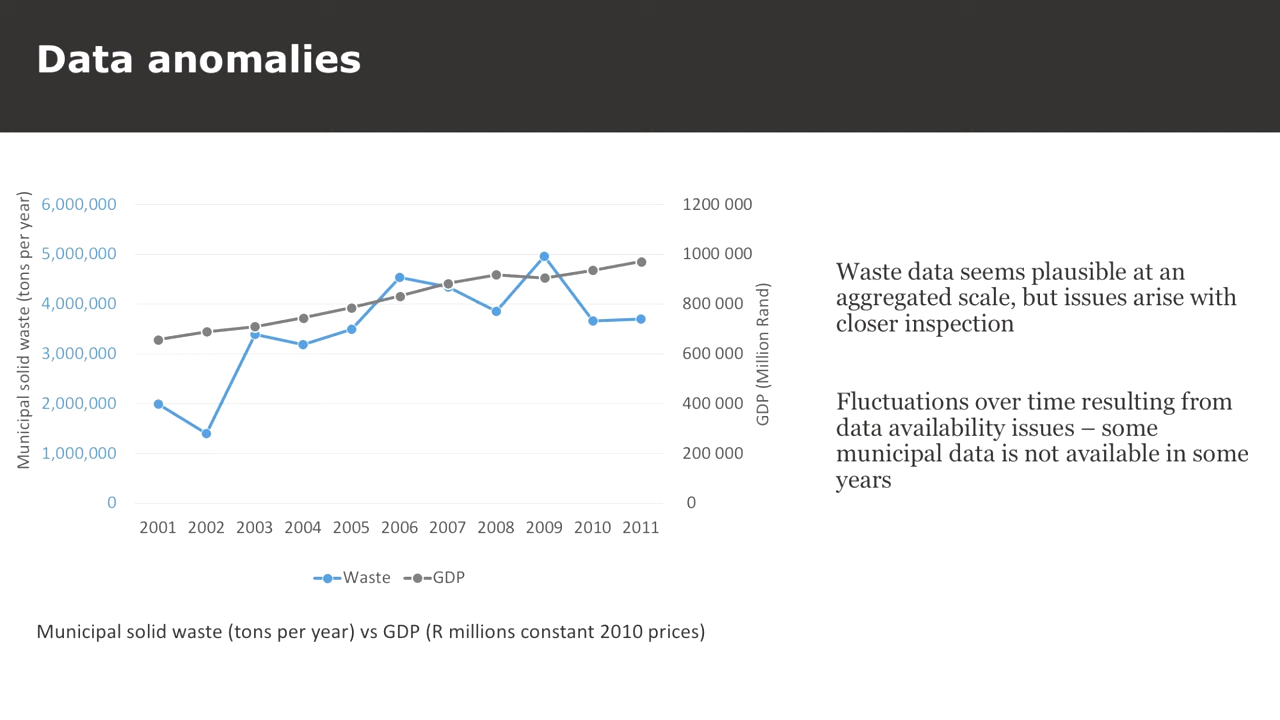 Data anomalies
Municipal solid waste (tons per year)
6,000,000
5,000,000
4,000,000
3,000,000
2,000,000
1,000,000
0
1200 000
1000 000
800 000
600 000
400 000
200 000
0
GDP (Million Rand)
2001 2002 2003 2004 2005 2006 2007 2008 2009 2010 2011
Waste GDP
Municipal solid waste (tons per year) vs GDP (R millions constant 2010 prices)
Waste data seems plausible at an
aggregated scale, but issues arise with
closer inspection
Fluctuations over time resulting from
data availability issues – some
municipal data is not available in some
years